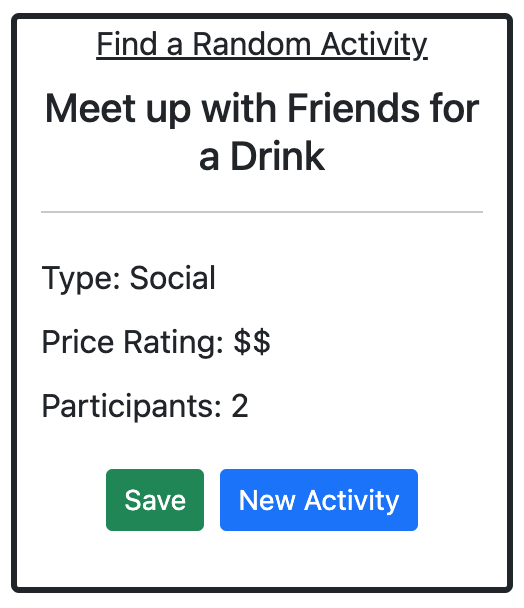 Find a Random Activity
Meet up with Friends for
a Drink
Type: Social
Price Rating: $$
Participants: 2
Save
New Activity